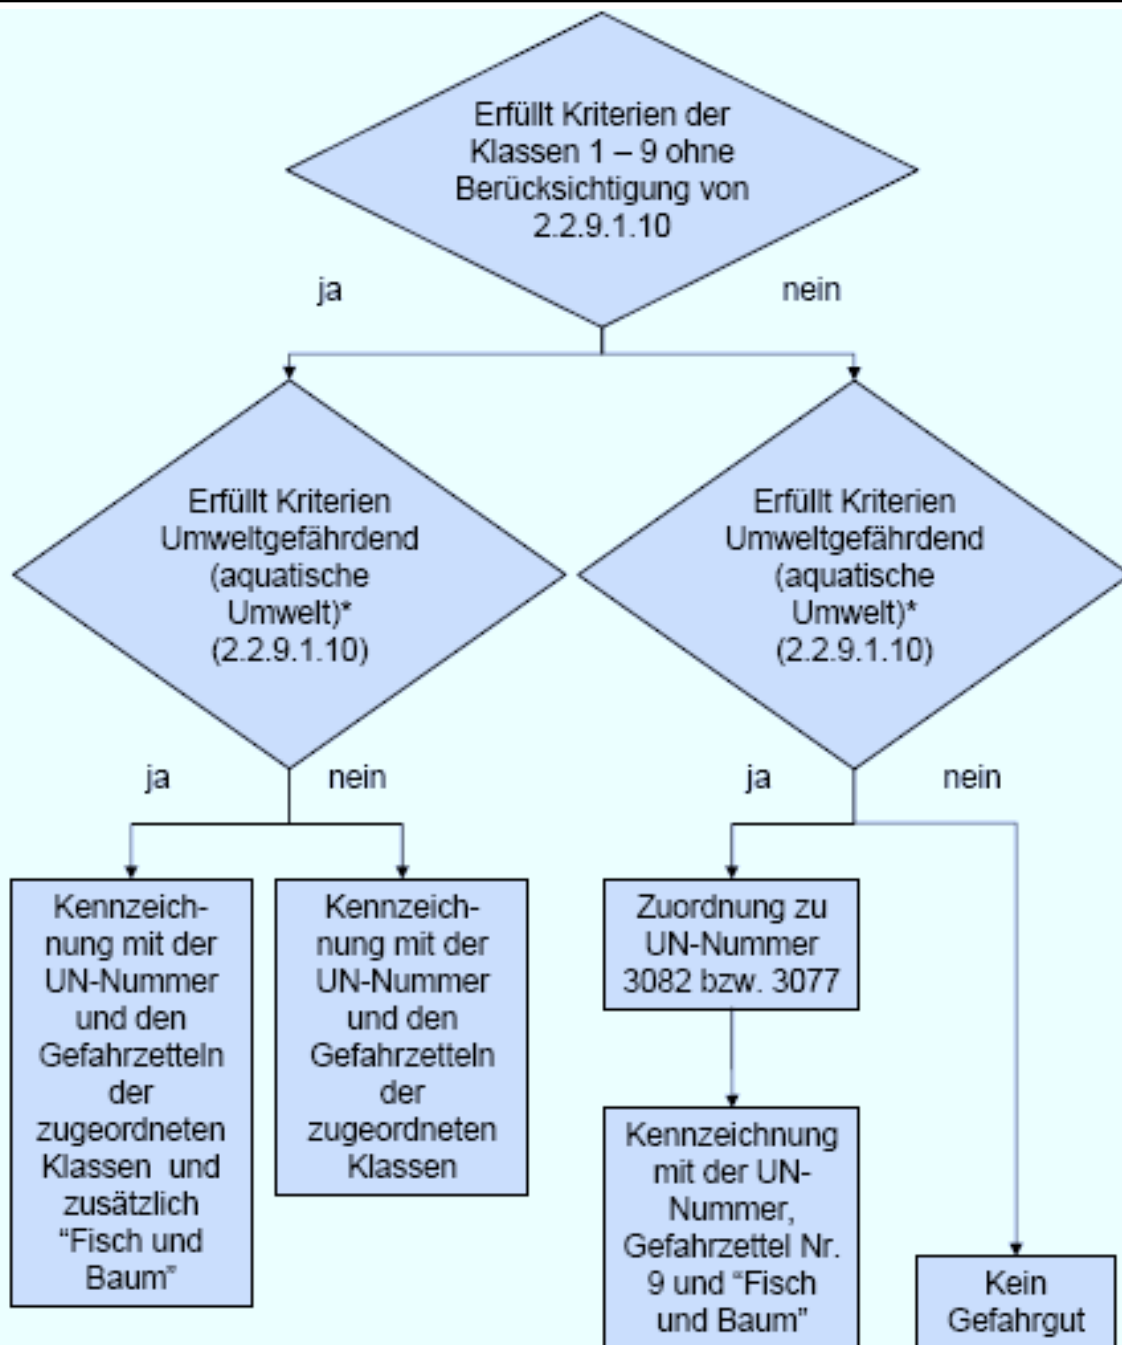 Erfüllt Kriterien der
Klassen 1 – 9 ohne
Berücksichtigung von
2.2.9.1.10
ja
nein
Erfüllt Kriterien
Umweltgefährdend
(aquatische
Umwelt)*
(2.2.9.1.10)
Erfüllt Kriterien
Umweltgefährdend
(aquatische
Umwelt)*
(2.2.9.1.10)
ja
nein
ja
nein
Kennzeich-
nung mit der
UN-Nummer
und den
Gefahrzetteln
der
zugeordneten
Klassen und
zusätzlich
“Fisch und
Baum”
Kennzeich-
nung mit der
UN-Nummer
und den
Gefahrzetteln
der
zugeordneten
Klassen
Zuordnung zu
UN-Nummer
3082 bzw. 3077
Kennzeichnung
mit der UN-
Nummer,
Gefahrzettel Nr.
9 und “Fisch
und Baum”
Kein
Gefahrgut